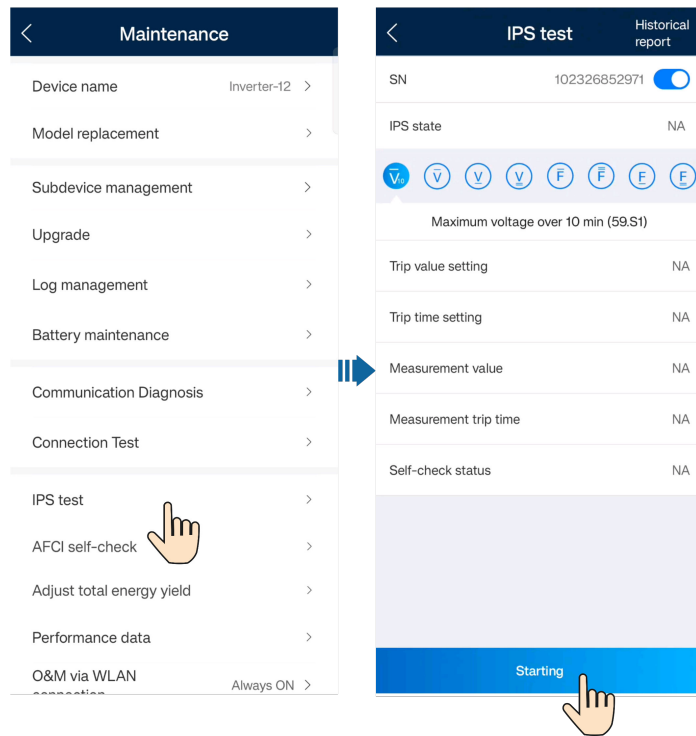 Maintenance
Device name Inverter-12
Model replacement
Subdevice management
Upgrade
Log management
Battery maintenance
Communication Diagnosis
Connection Test
IPS test
AFCI self-check
Adjust total energy yield
Performance data
O&M via WLAN
connection
Always ON
IPS test
Historical
report
SN 102326852971
IPS state NA
V̅₁₀ V̅ V̲ V̳ F̅ F̿ F̲ F̳
Maximum voltage over 10 min (59.S1)
Trip value setting NA
Trip time setting NA
Measurement value NA
Measurement trip time NA
Self-check status NA
Starting